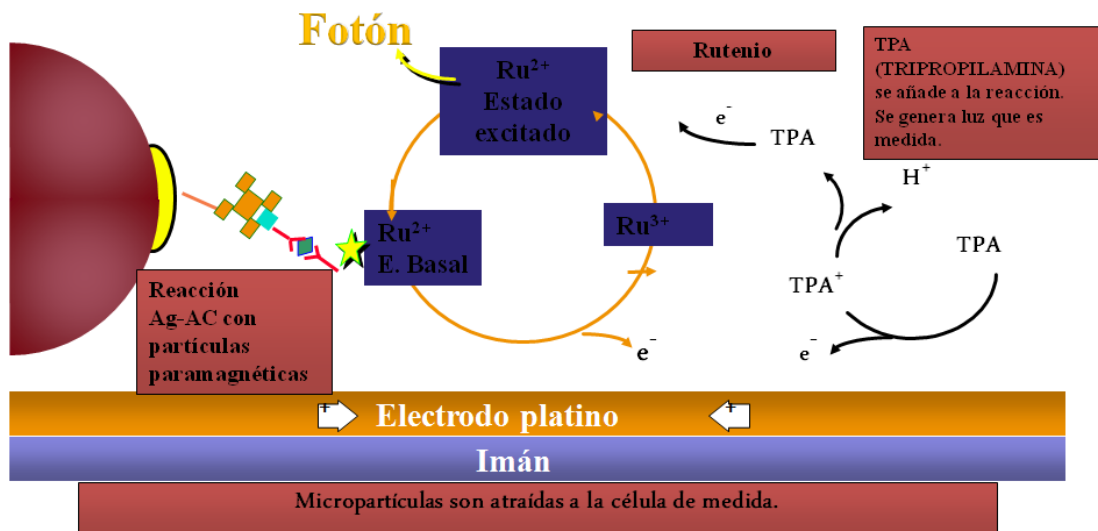 Fotón
Ru2+
Estado
excitado
Rutenio
TPA
(TRIPROPILAMINA)
se añade a la reacción.
Se genera luz que es
medida.
e-
TPA
H+
Ru2+
E. Basal
Ru3+
TPA
TPA+
Reacción
Ag-AC con
partículas
paramagnéticas
e-
e-
+
Electrodo platino
+
Imán
Micropartículas son atraídas a la célula de medida.